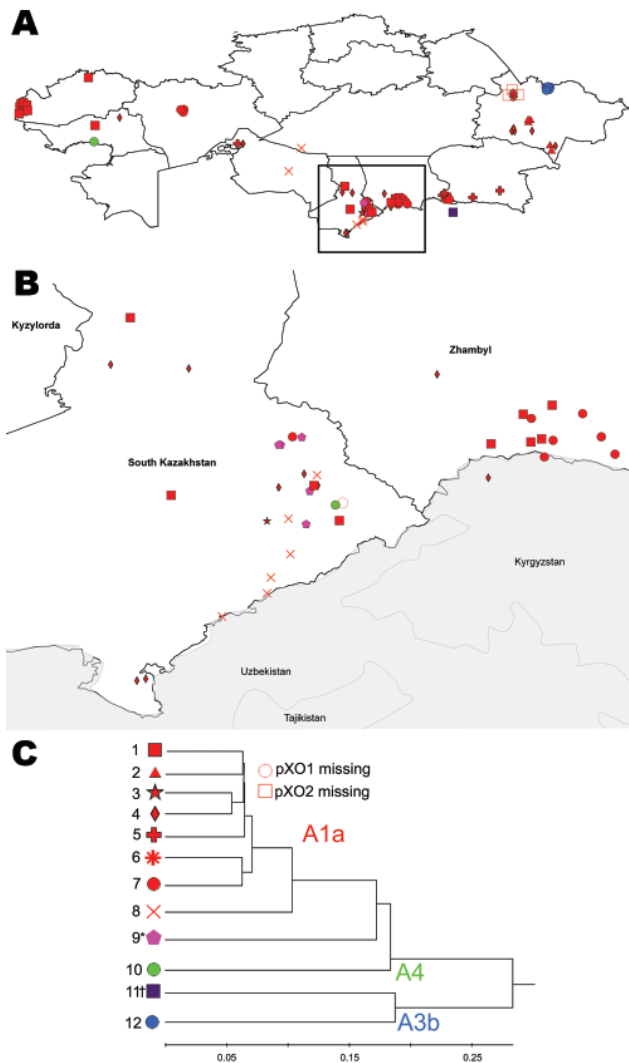 A
B
Kyzylorda
Zhambyl
South Kazakhstan
Kyrgyzstan
Uzbekistan
Tajikistan
C
1
2
3
4
5
6
7
8
9*
10
11††
12
pXO1 missing
pXO2 missing
A1a
A4
A3b
0.05 0.15 0.25